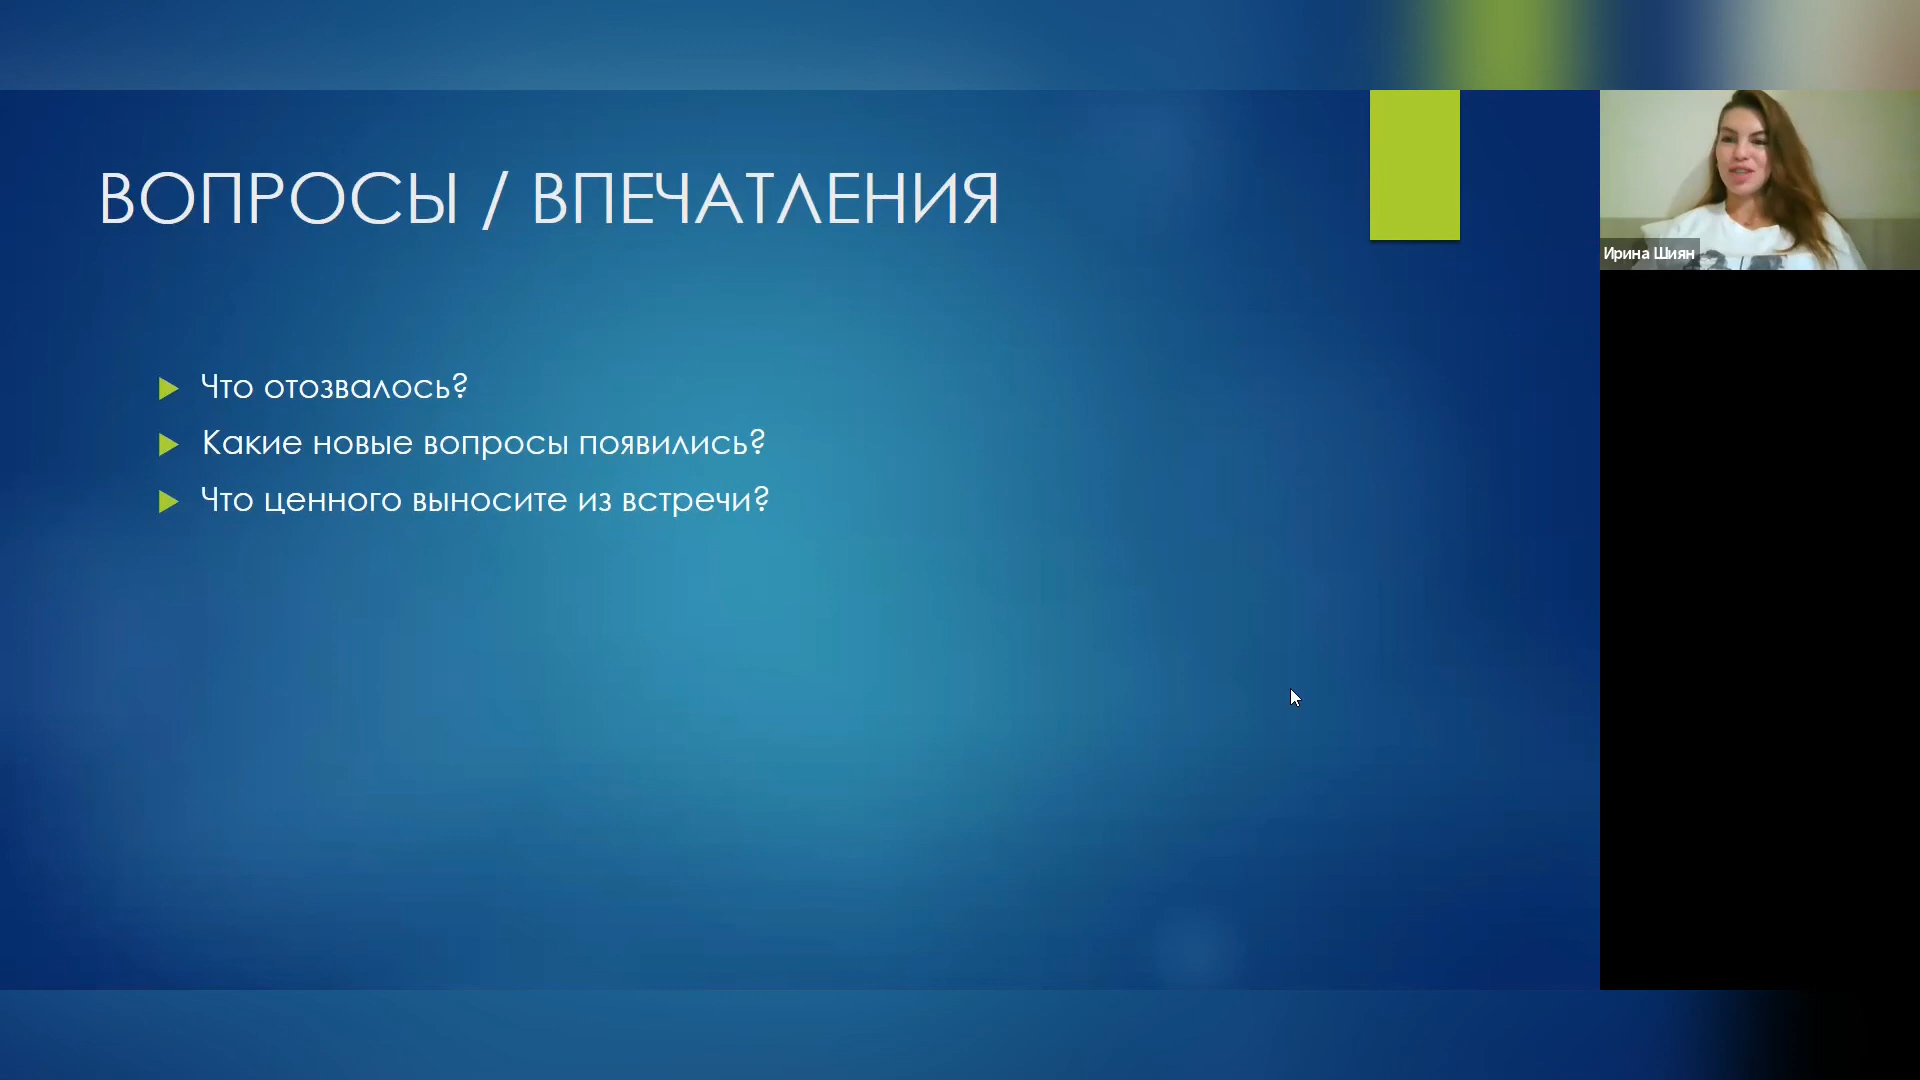 ВОПРОСЫ / ВПЕЧАТЛЕНИЯ
Ирина Шиян
Что отозвалось?
Какие новые вопросы появились?
Что ценного выносите из встречи?